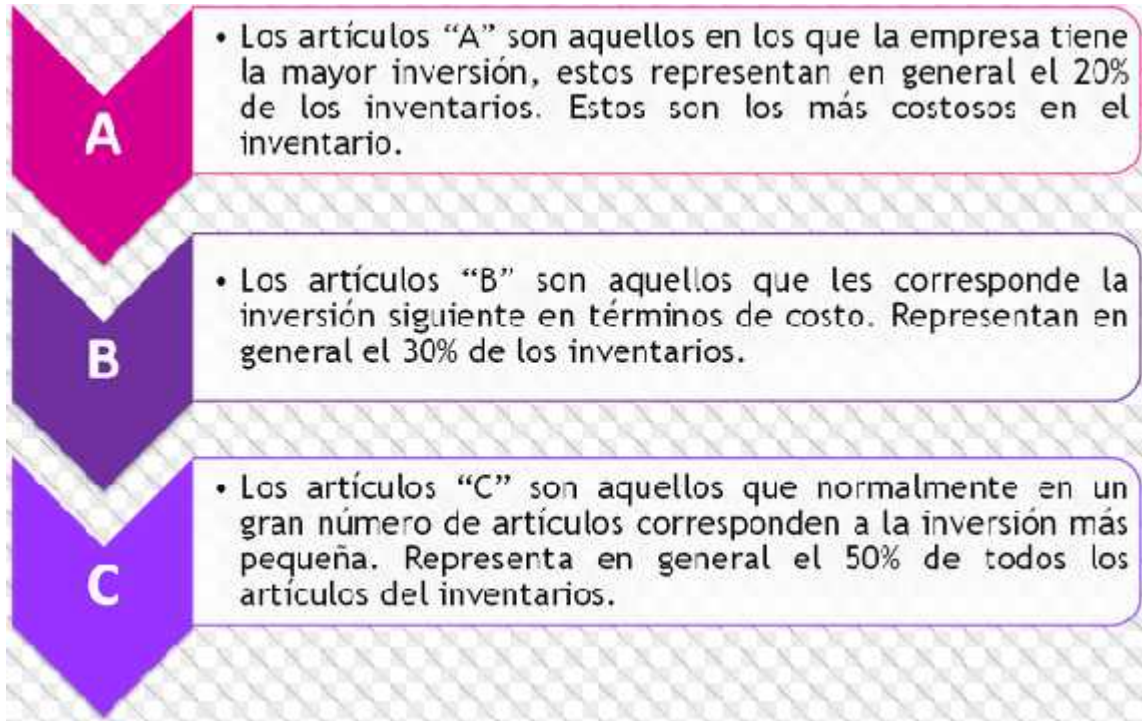 A
• Los artículos “A” son aquellos en los que la empresa tiene
la mayor inversión, estos representan en general el 20%
de los inventarios. Estos son los más costosos en el
inventario.
B
• Los artículos “B” son aquellos que les corresponde la
inversión siguiente en términos de costo. Representan en
general el 30% de los inventarios.
C
• Los artículos “C” son aquellos que normalmente en un
gran número de artículos corresponden a la inversión más
pequeña. Representa en general el 50% de todos los
artículos del inventarios.